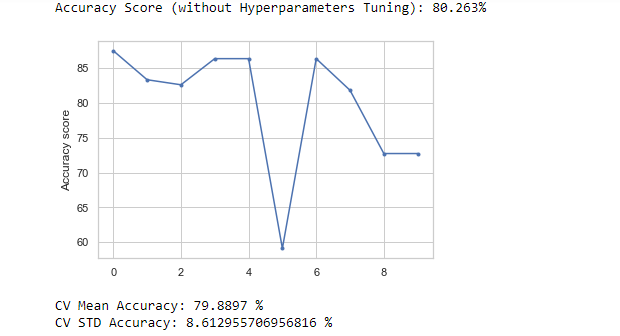 Accuracy Score (without Hyperparameters Tuning): 80.263%
85
80
75
70
65
60
Accuracy score
0 2 4 6 8
CV Mean Accuracy: 79.8897 %
CV STD Accuracy: 8.612955706956816 %